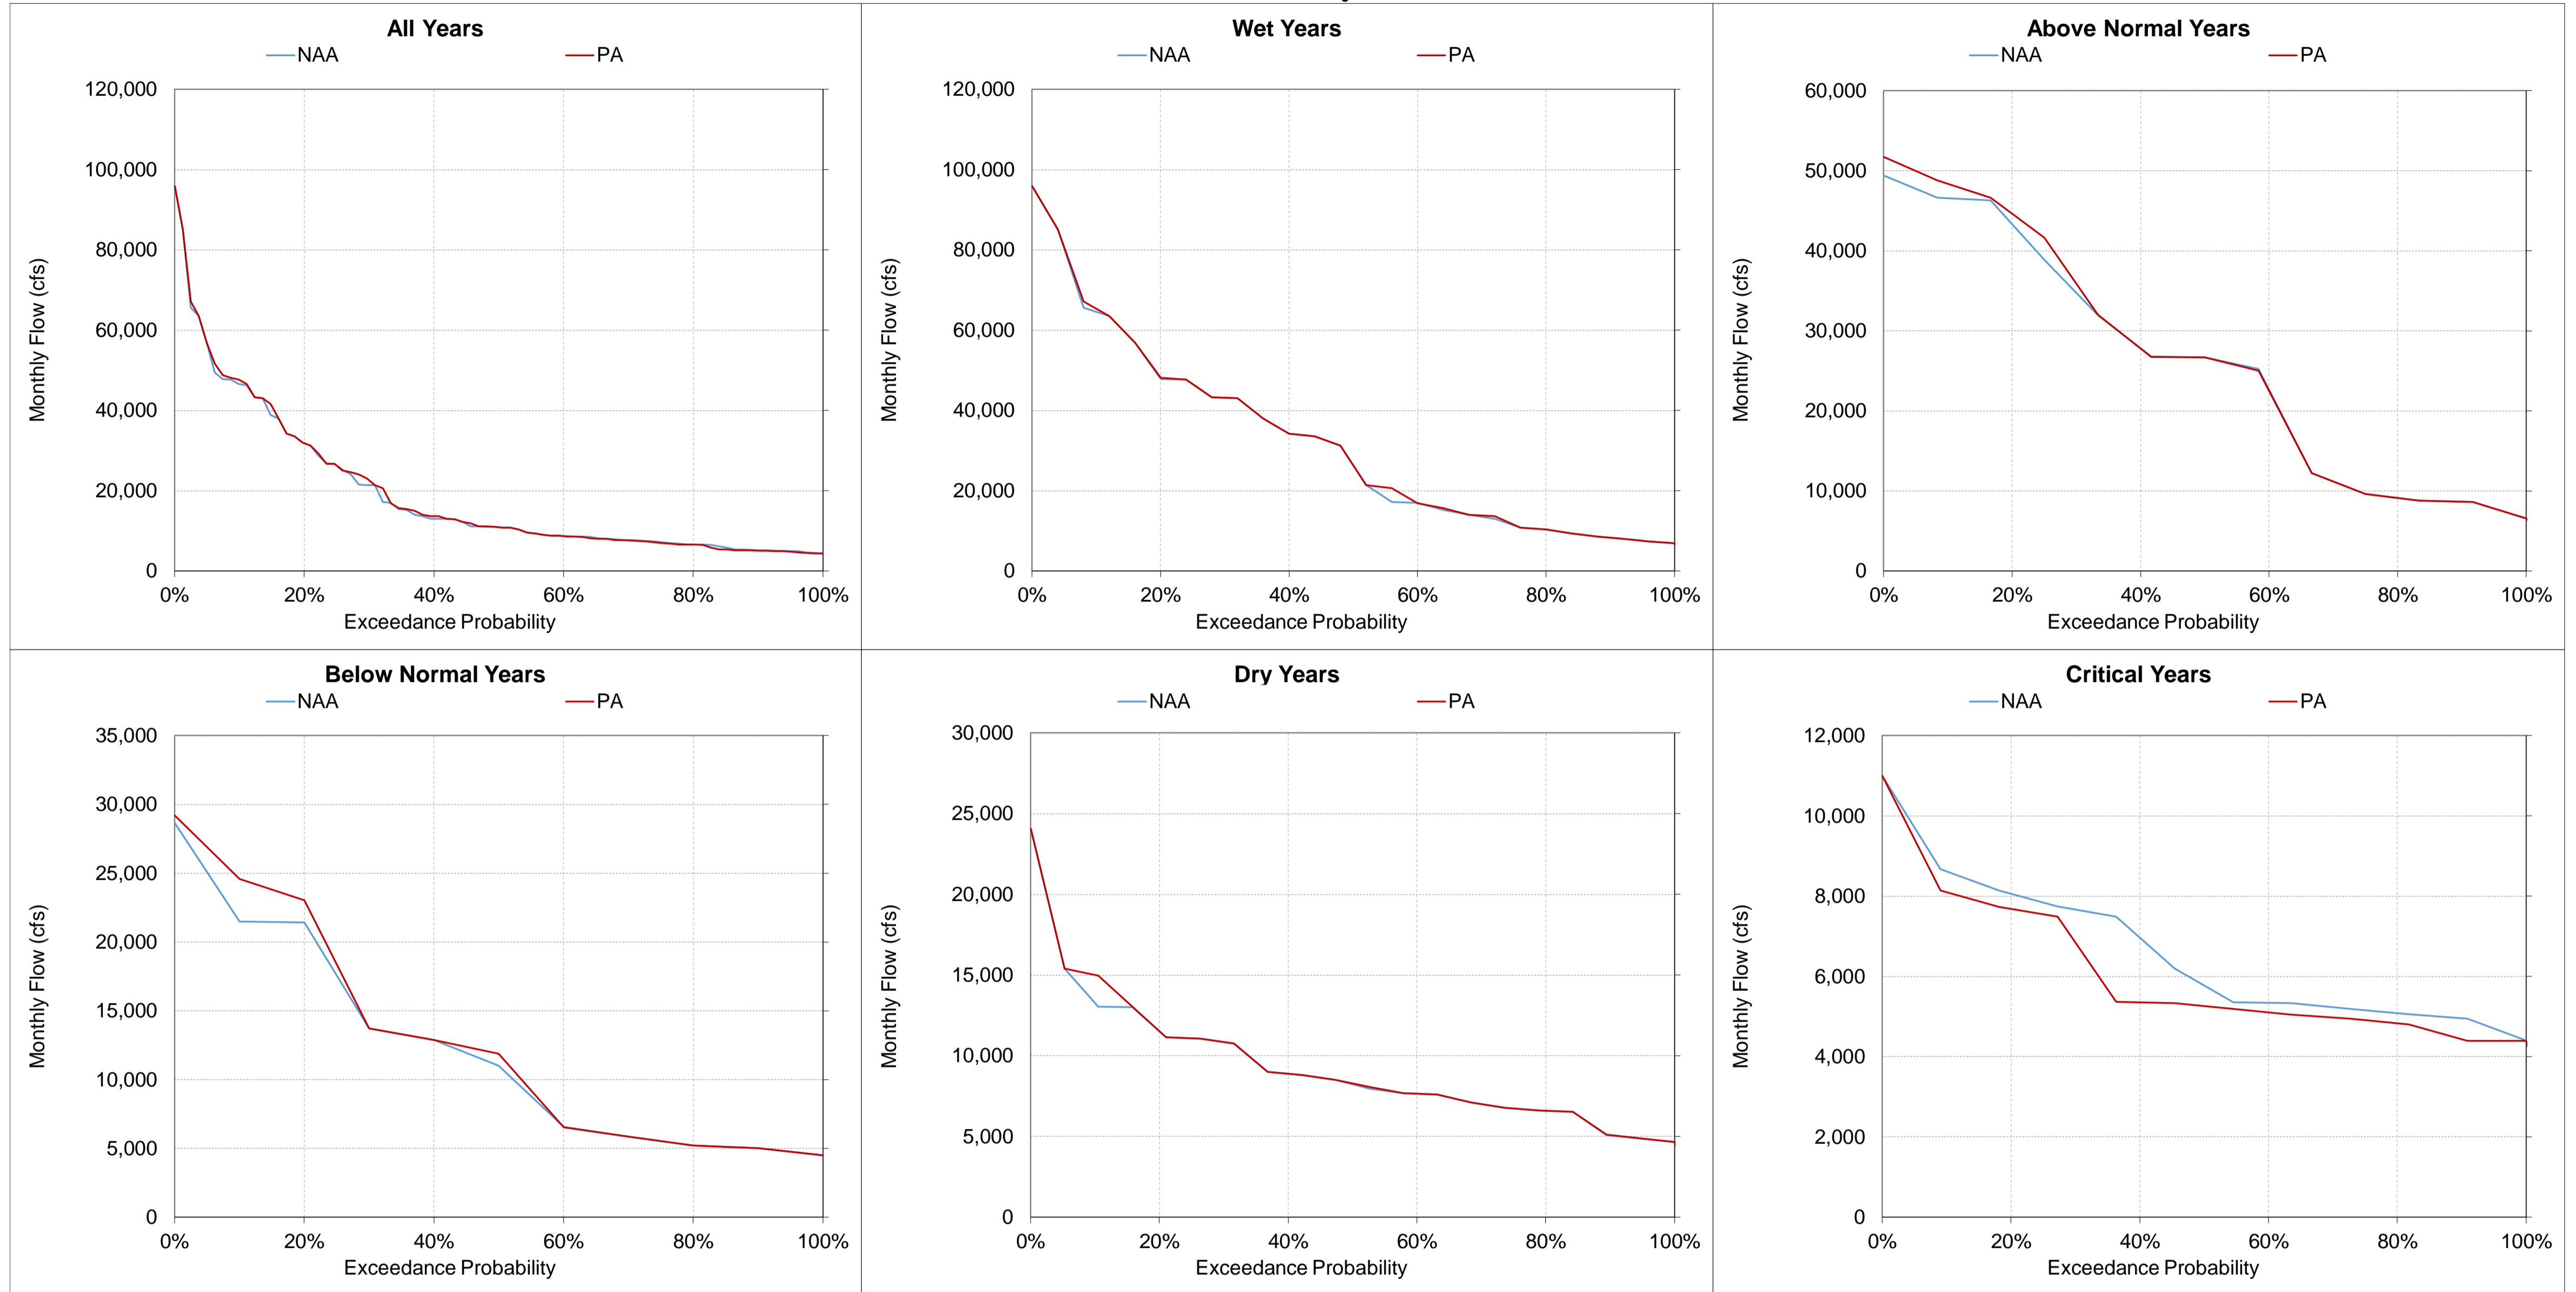 All Years
NAA PA
120,000
100,000
80,000
60,000
40,000
20,000
0
Monthly Flow (cfs)
0% 20% 40% 60% 80% 100%
Exceedance Probability
Wet Years
NAA PA
120,000
100,000
80,000
60,000
40,000
20,000
0
Monthly Flow (cfs)
0% 20% 40% 60% 80% 100%
Exceedance Probability
Above Normal Years
NAA PA
60,000
50,000
40,000
30,000
20,000
10,000
0
Monthly Flow (cfs)
0% 20% 40% 60% 80% 100%
Exceedance Probability
Below Normal Years
NAA PA
35,000
30,000
25,000
20,000
15,000
10,000
5,000
0
Monthly Flow (cfs)
0% 20% 40% 60% 80% 100%
Exceedance Probability
Dry Years
NAA PA
30,000
25,000
20,000
15,000
10,000
5,000
0
Monthly Flow (cfs)
0% 20% 40% 60% 80% 100%
Exceedance Probability
Critical Years
NAA PA
12,000
10,000
8,000
6,000
4,000
2,000
0
Monthly Flow (cfs)
0% 20% 40% 60% 80% 100%
Exceedance Probability